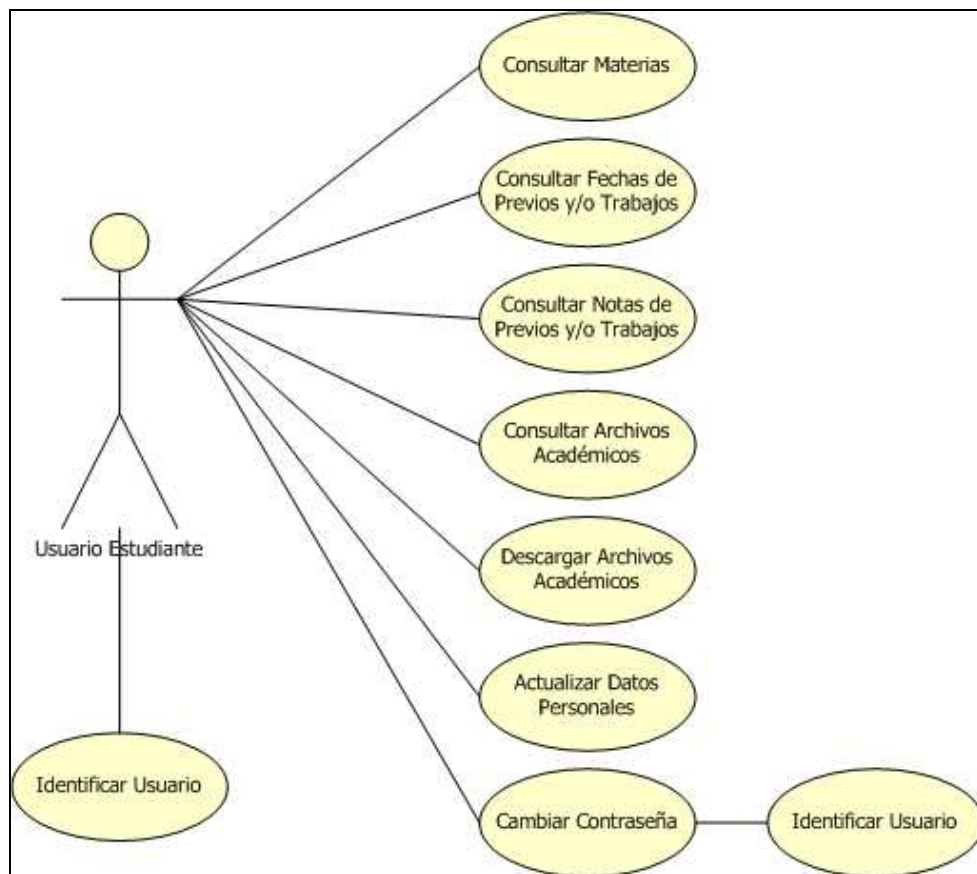 Consultar Materias
Consultar Fechas de
Previos y/o Trabajos
Consultar Notas de
Previos y/o Trabajos
Consultar Archivos
Académicos
Usuario Estudiante
Descargar Archivos
Académicos
Actualizar Datos
Personales
Identificar Usuario
Cambiar Contraseña
Identificar Usuario